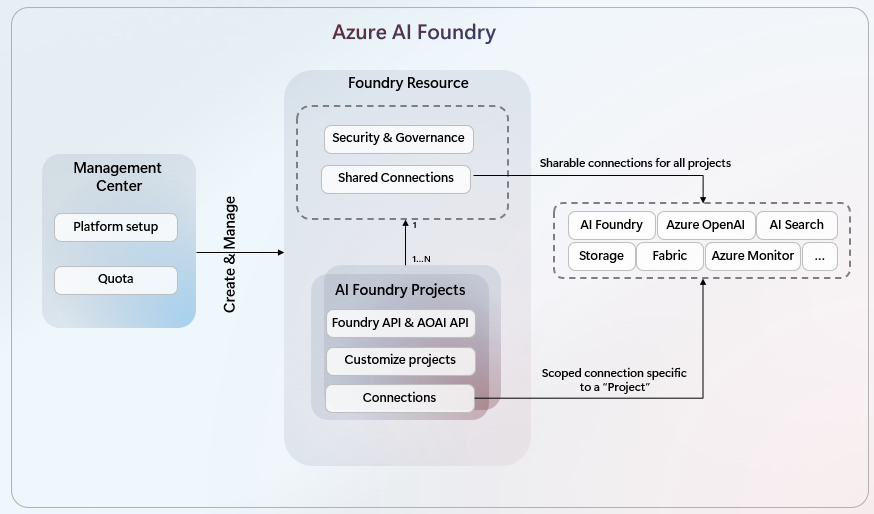 Azure AI Foundry
Foundry Resource
Security & Governance
Shared Connections
Management
Center
Platform setup
Quota
Create & Manage
1
1...N
AI Foundry Projects
Foundry API & AOAI API
Customize projects
Connections
Sharable connections for all projects
AI Foundry
Azure OpenAI
AI Search
Storage
Fabric
Azure Monitor
...
Scoped connection specific
to a “Project”